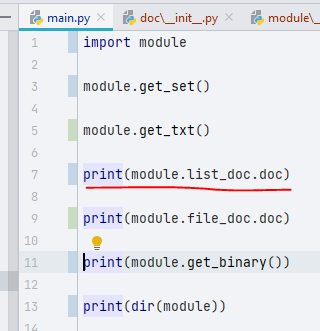 main.py doc\__init__.py module\_
1 import module
2
3 module.get_set()
4
5 module.get_txt()
6
7 print(module.list_doc.doc)
8
9 print(module.file_doc.doc)
10
11 print(module.get_binary())
12
13 print(dir(module))
14